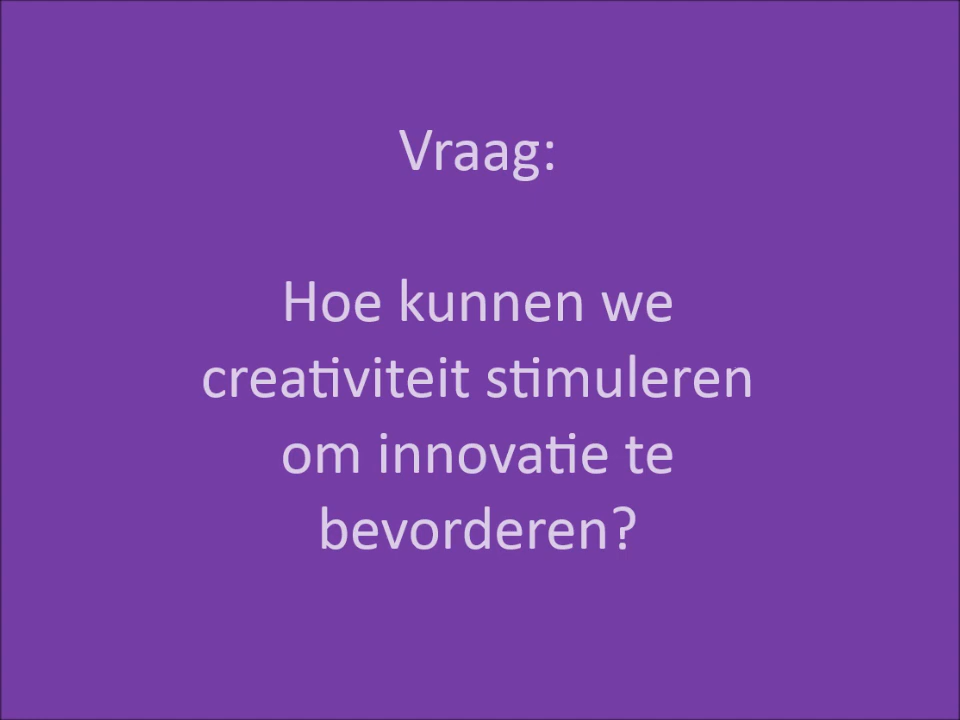 Vraag:
Hoe kunnen we
creativiteit stimuleren
om innovatie te
bevorderen?